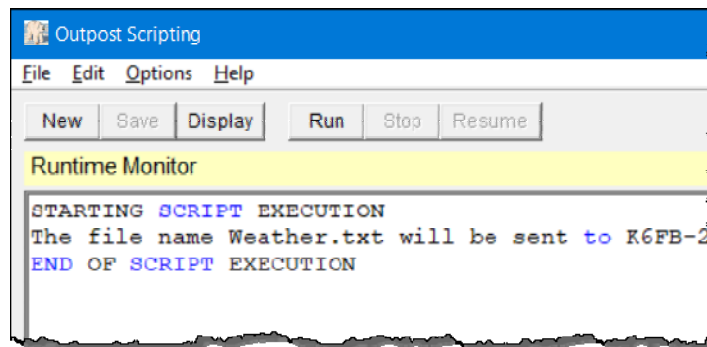 Outpost Scripting
File Edit Options Help
New Save Display Run Stop Resume
Runtime Monitor
STARTING SCRIPT EXECUTION
The file name Weather.txt will be sent to K6FB-2
END OF SCRIPT EXECUTION